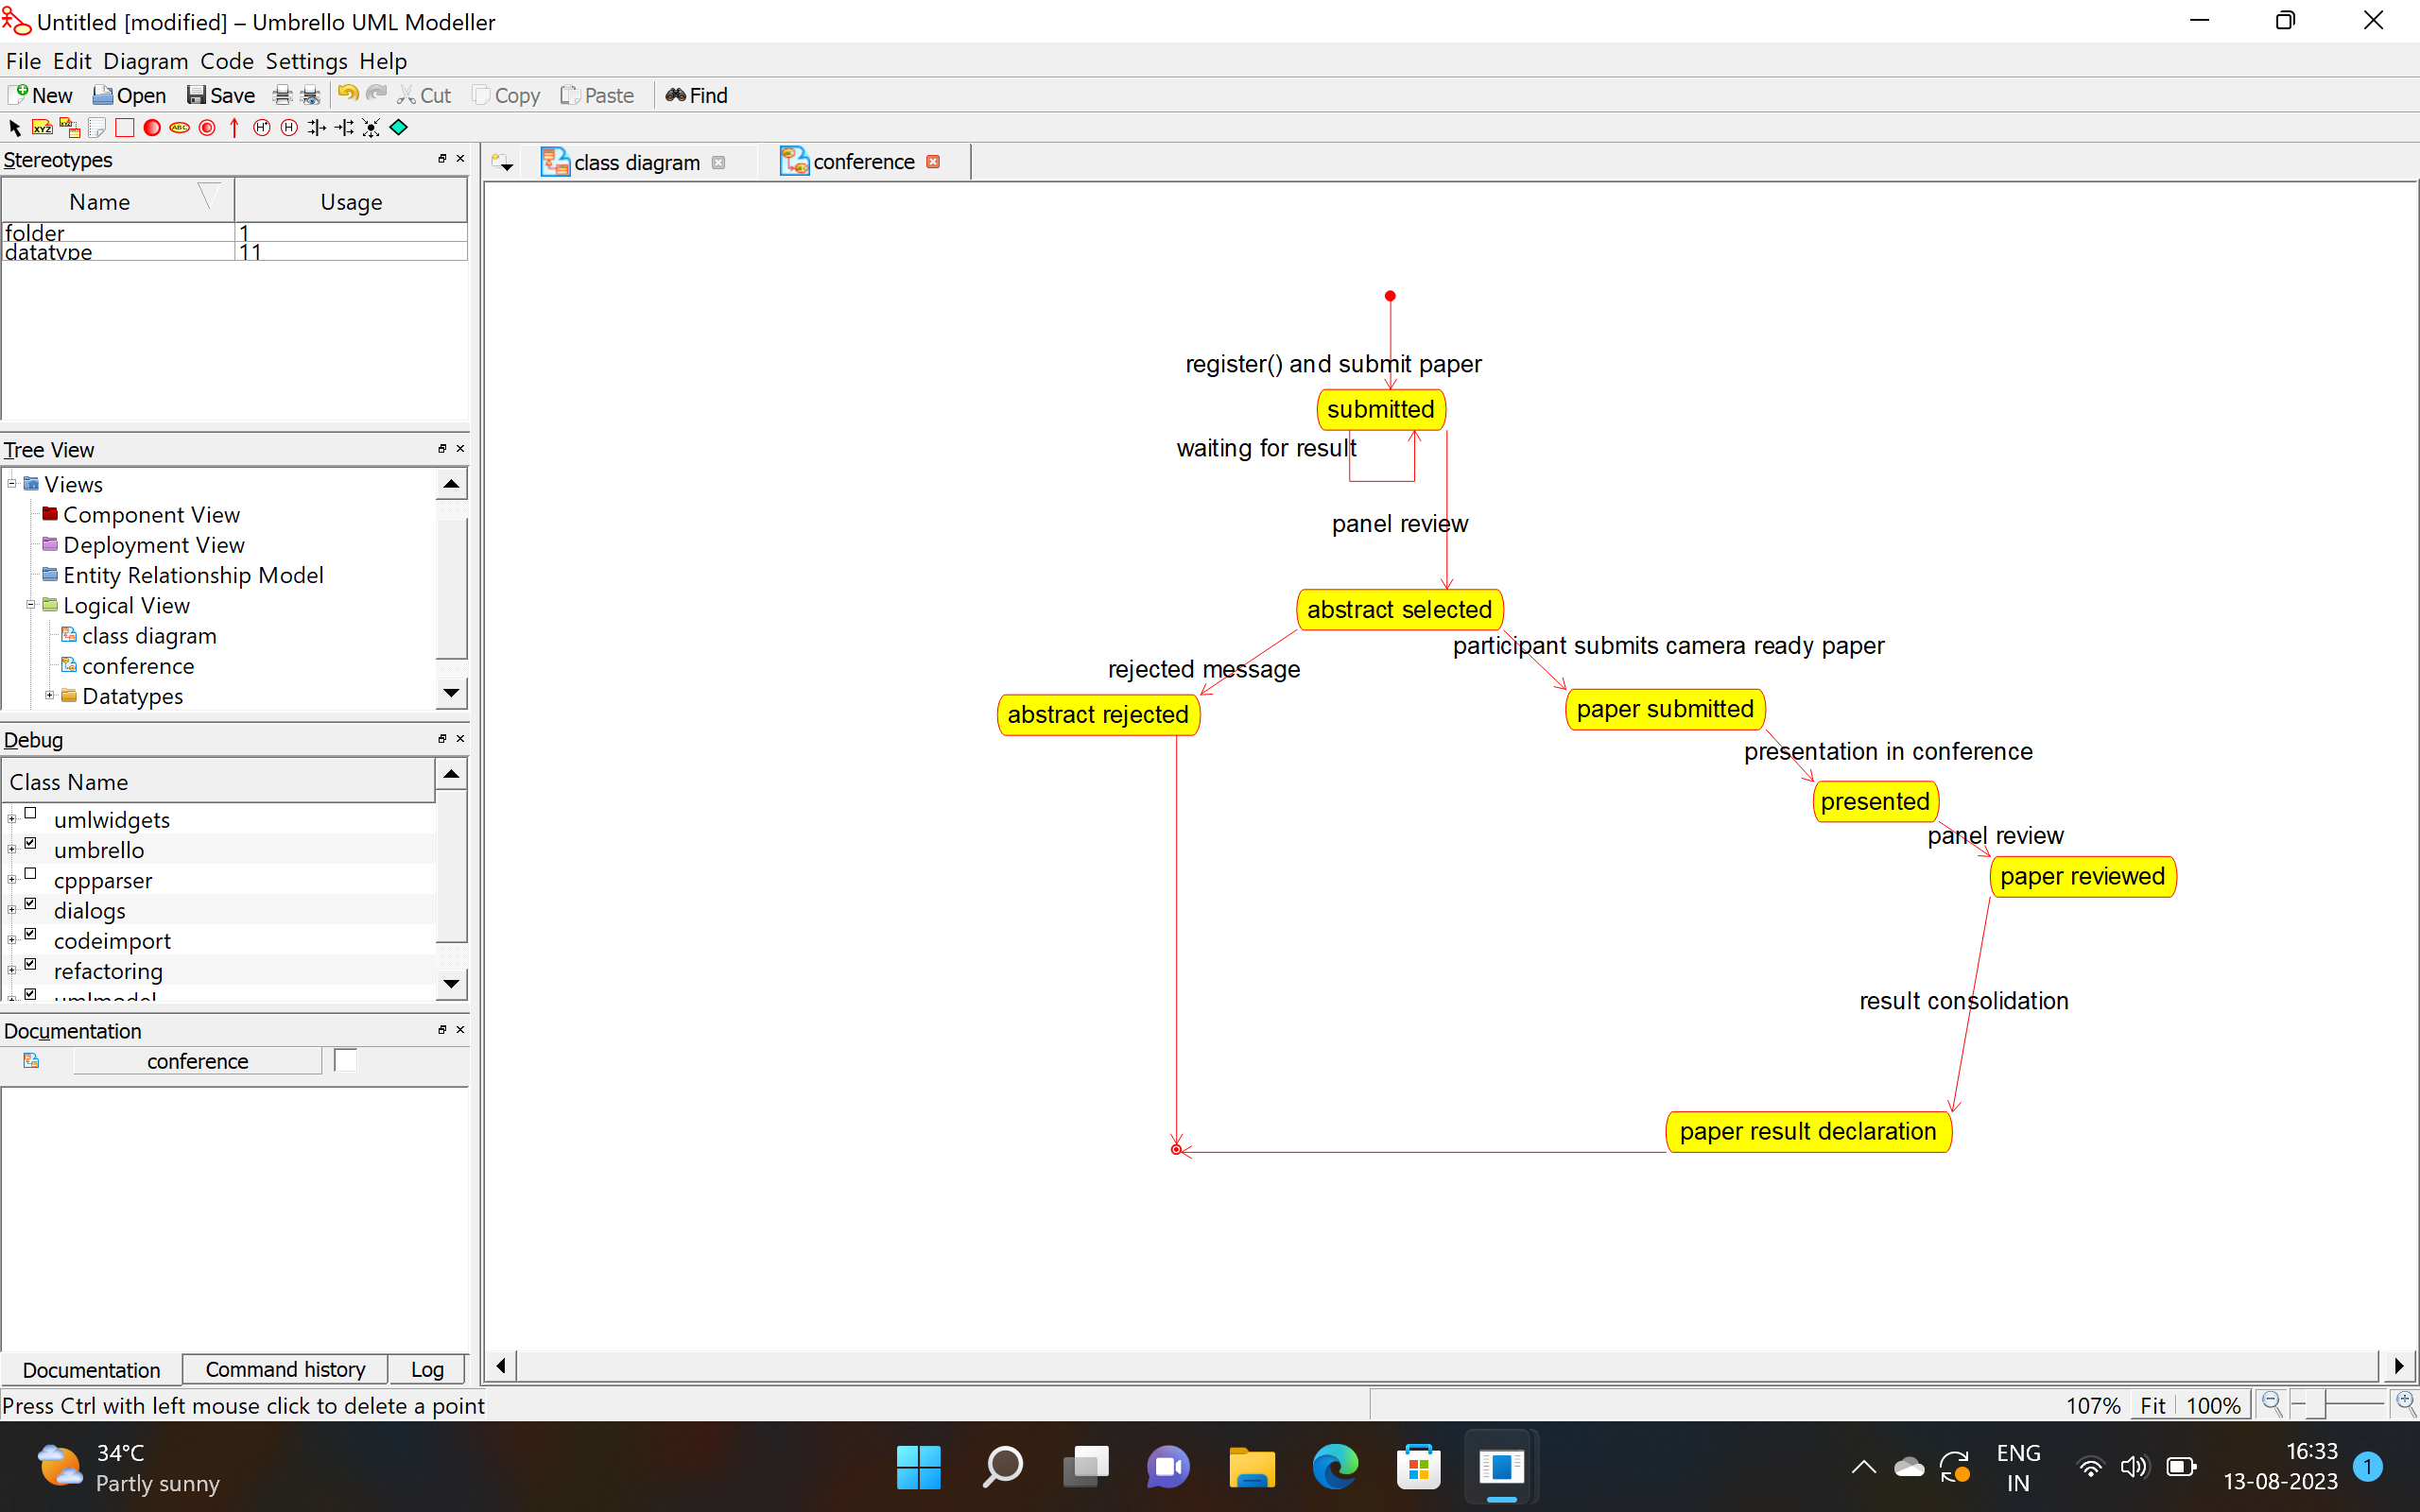 Untitled [modified] – Umbrello UML Modeller
File Edit Diagram Code Settings Help
New Open Save Cut Copy Paste Find
XYZ XYZ ABC H* H
Stereotypes
Name Usage
folder 1
datatype 11
Tree View
Views
Component View
Deployment View
Entity Relationship Model
Logical View
class diagram
conference
Datatypes
Debug
Class Name
umlwidgets
umbrello
cppparser
dialogs
codeimport
refactoring
umlmodel
Documentation
conference
Documentation Command history Log
Press Ctrl with left mouse click to delete a point
class diagram conference
register() and submit paper
submitted
waiting for result
panel review
abstract selected
participant submits camera ready paper
rejected message
abstract rejected
paper submitted
presentation in conference
presented
panel review
paper reviewed
result consolidation
paper result declaration
107% Fit 100%
34°C
Partly sunny
ENG
IN
16:33
13-08-2023
1